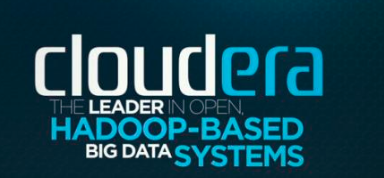 cloudera
THE LEADER IN OPEN,
HADOOP-BASED
BIG DATA SYSTEMS